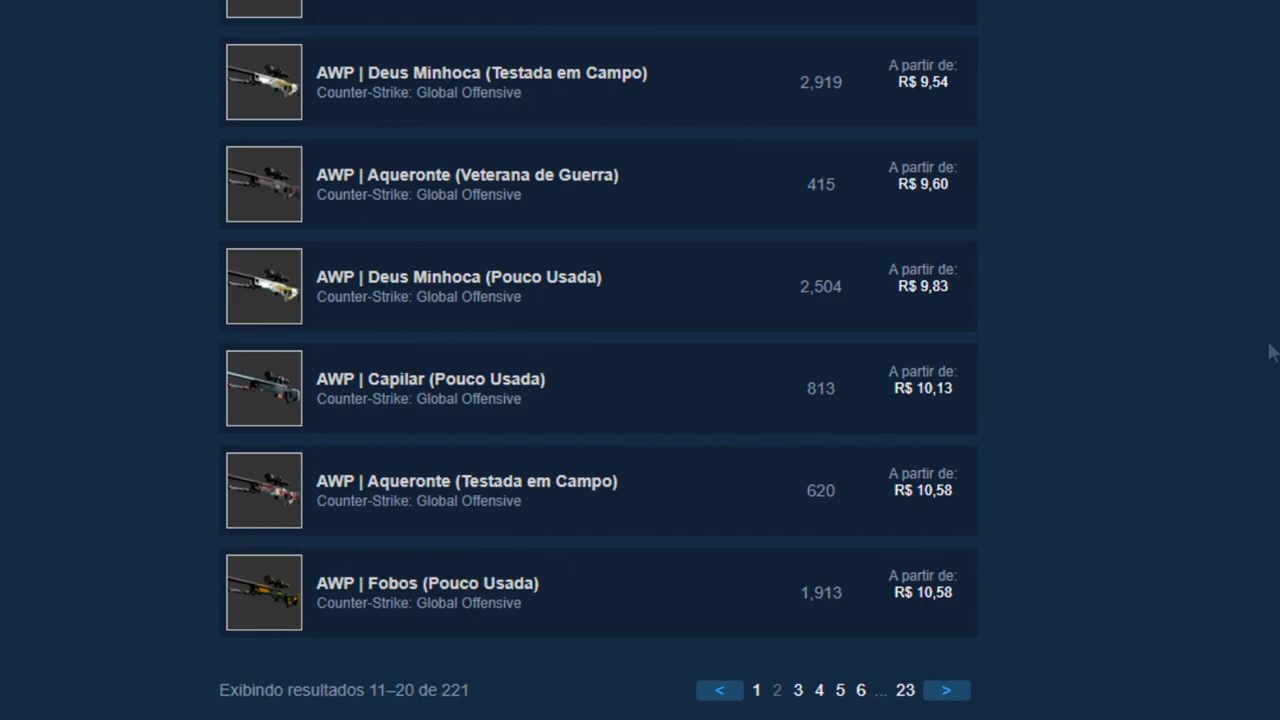 AWP | Deus Minhoca (Testada em Campo)
Counter-Strike: Global Offensive
2,919
A partir de:
R$ 9,54
AWP | Aqueronte (Veterana de Guerra)
Counter-Strike: Global Offensive
415
A partir de:
R$ 9,60
AWP | Deus Minhoca (Pouco Usada)
Counter-Strike: Global Offensive
2,504
A partir de:
R$ 9,83
AWP | Capilar (Pouco Usada)
Counter-Strike: Global Offensive
813
A partir de:
R$ 10,13
AWP | Aqueronte (Testada em Campo)
Counter-Strike: Global Offensive
620
A partir de:
R$ 10,58
AWP | Fobos (Pouco Usada)
Counter-Strike: Global Offensive
1,913
A partir de:
R$ 10,58
Exibindo resultados 11–20 de 221
< 1 2 3 4 5 6 ... 23 >